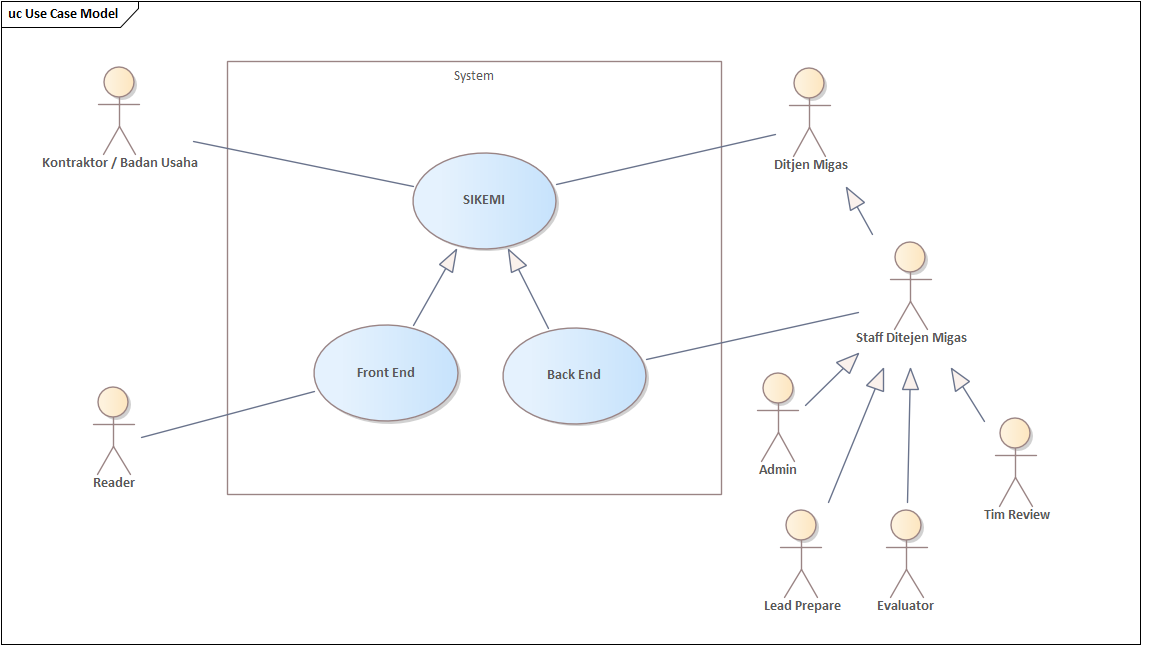 uc Use Case Model
System
Kontraktor / Badan Usaha
Ditjen Migas
SIKEMI
Staff Ditejen Migas
Front End
Back End
Reader
Admin
Tim Review
Lead Prepare
Evaluator